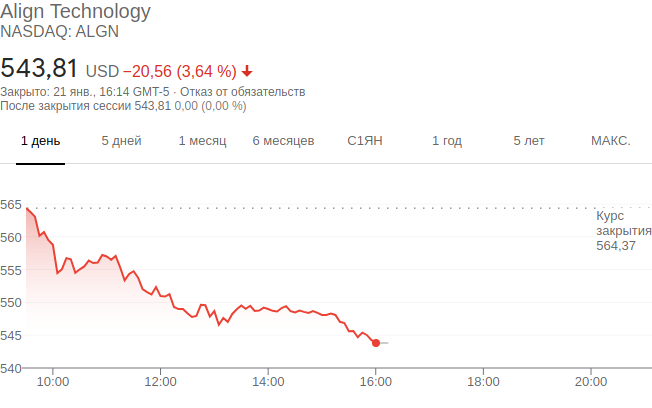 Align Technology
NASDAQ: ALGN
543,81 USD −20,56 (3,64 %)
Закрыто: 21 янв., 16:14 GMT-5 · Отказ от обязательств
После закрытия сессии 543,81 0,00 (0,00 %)
1 день 5 дней 1 месяц 6 месяцев С1ЯН 1 год 5 лет МАКС.
565
Курс
закрытия
564,37
560
555
550
545
540
10:00 12:00 14:00 16:00 18:00 20:00